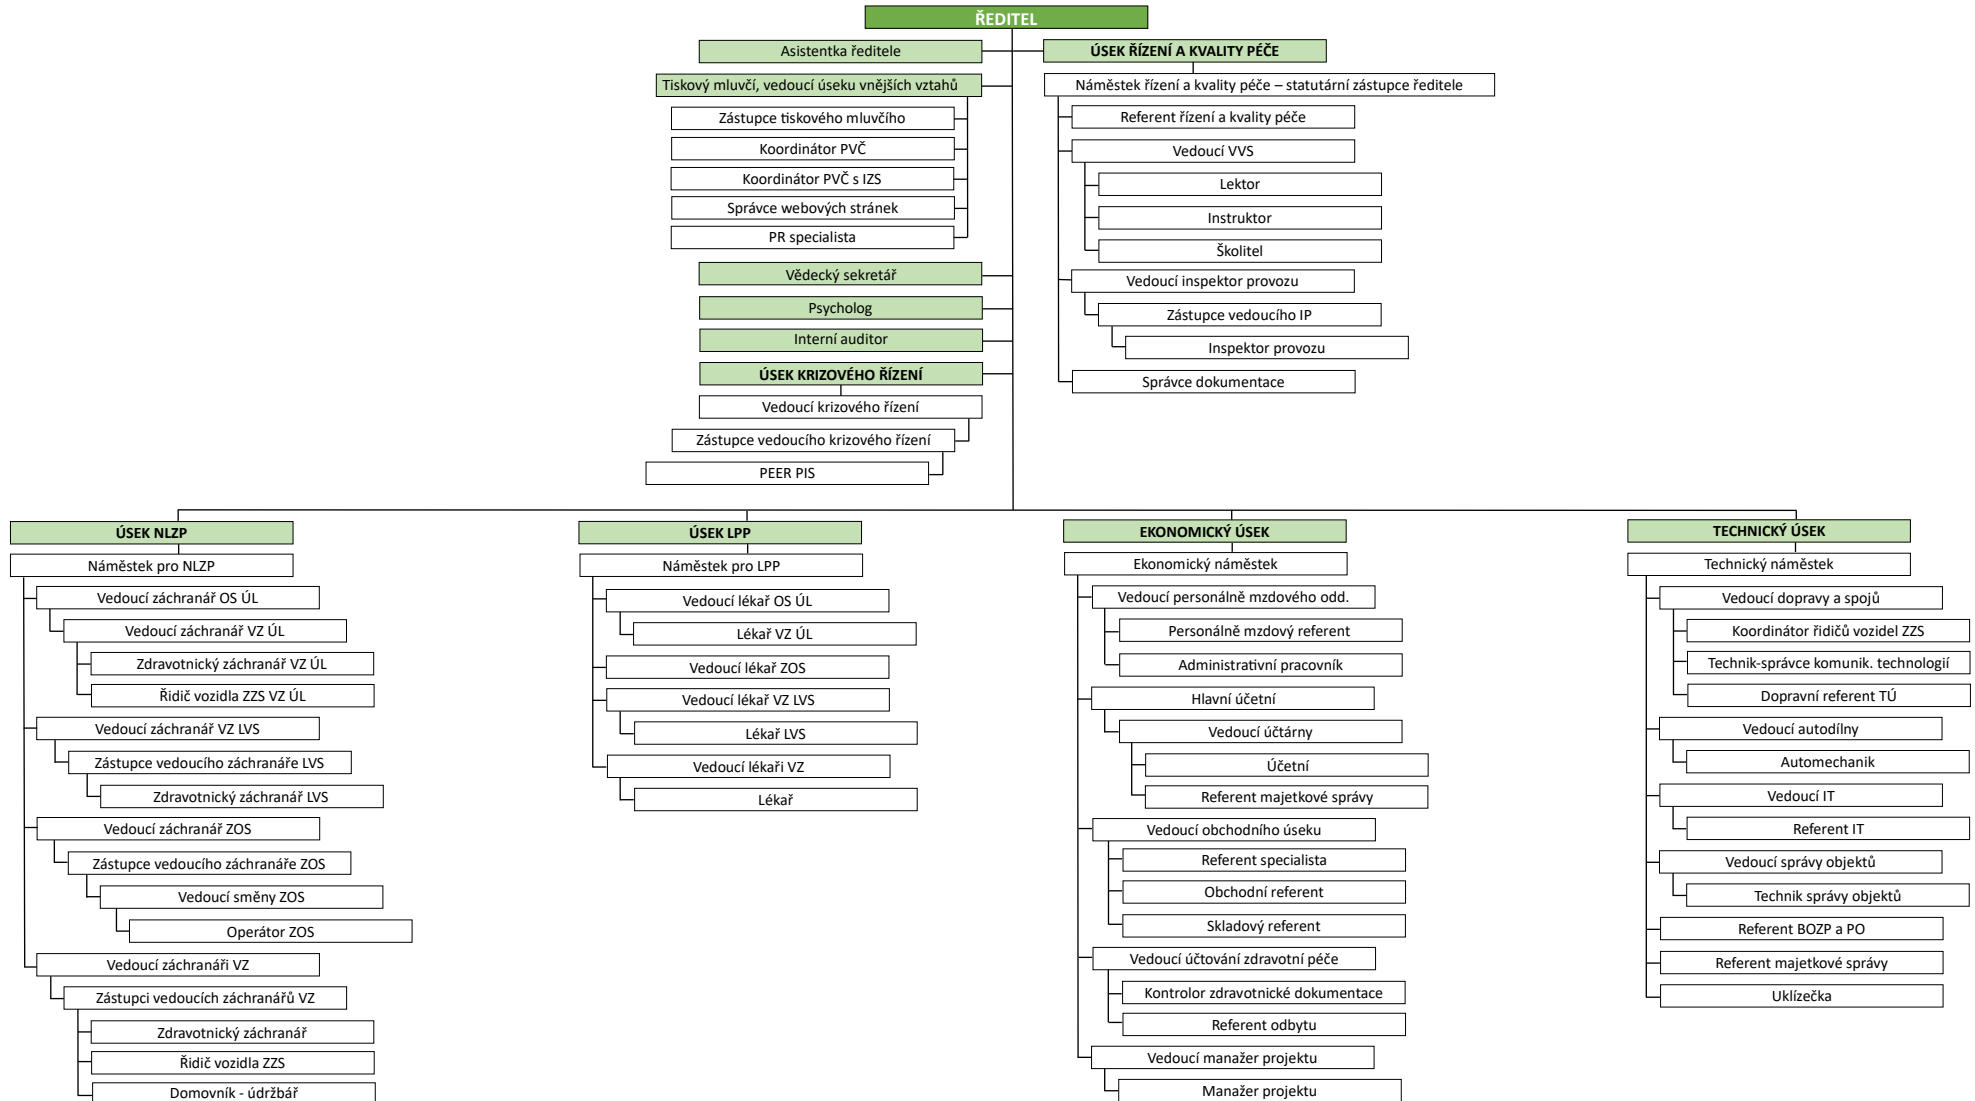 ŘEDITEL
Asistentka ředitele
Tiskový mluvčí, vedoucí úseku vnějších vztahů
Zástupce tiskového mluvčího
Koordinátor PVČ
Koordinátor PVČ s IZS
Správce webových stránek
PR specialista
Vědecký sekretář
Psycholog
Interní auditor
ÚSEK KRIZOVÉHO ŘÍZENÍ
Vedoucí krizového řízení
Zástupce vedoucího krizového řízení
PEER PIS
ÚSEK ŘÍZENÍ A KVALITY PÉČE
Náměstek řízení a kvality péče – statutární zástupce ředitele
Referent řízení a kvality péče
Vedoucí VVS
Lektor
Instruktor
Školitel
Vedoucí inspektor provozu
Zástupce vedoucího IP
Inspektor provozu
Správce dokumentace
ÚSEK NLZP
Náměstek pro NLZP
Vedoucí záchranář OS ÚL
Vedoucí záchranář VZ ÚL
Zdravotnický záchranář VZ ÚL
Řidič vozidla ZZS VZ ÚL
Vedoucí záchranář VZ LVS
Zástupce vedoucího záchranáře LVS
Zdravotnický záchranář LVS
Vedoucí záchranář ZOS
Zástupce vedoucího záchranáře ZOS
Vedoucí směny ZOS
Operátor ZOS
Vedoucí záchranáři VZ
Zástupci vedoucích záchranářů VZ
Zdravotnický záchranář
Řidič vozidla ZZS
Domovník - údržbář
ÚSEK LPP
Náměstek pro LPP
Vedoucí lékař OS ÚL
Lékař VZ ÚL
Vedoucí lékař ZOS
Vedoucí lékař VZ LVS
Lékař LVS
Vedoucí lékaři VZ
Lékař
EKONOMICKÝ ÚSEK
Ekonomický náměstek
Vedoucí personálně mzdového odd.
Personálně mzdový referent
Administrativní pracovník
Hlavní účetní
Vedoucí účtárny
Účetní
Referent majetkové správy
Vedoucí obchodního úseku
Referent specialista
Obchodní referent
Skladový referent
Vedoucí účtování zdravotní péče
Kontrolor zdravotnické dokumentace
Referent odbytu
Vedoucí manažer projektu
Manažer projektu
TECHNICKÝ ÚSEK
Technický náměstek
Vedoucí dopravy a spojů
Koordinátor řidičů vozidel ZZS
Technik-správce komunik. technologií
Dopravní referent TÚ
Vedoucí autodílny
Automechanik
Vedoucí IT
Referent IT
Vedoucí správy objektů
Technik správy objektů
Referent BOZP a PO
Referent majetkové správy
Uklízečka